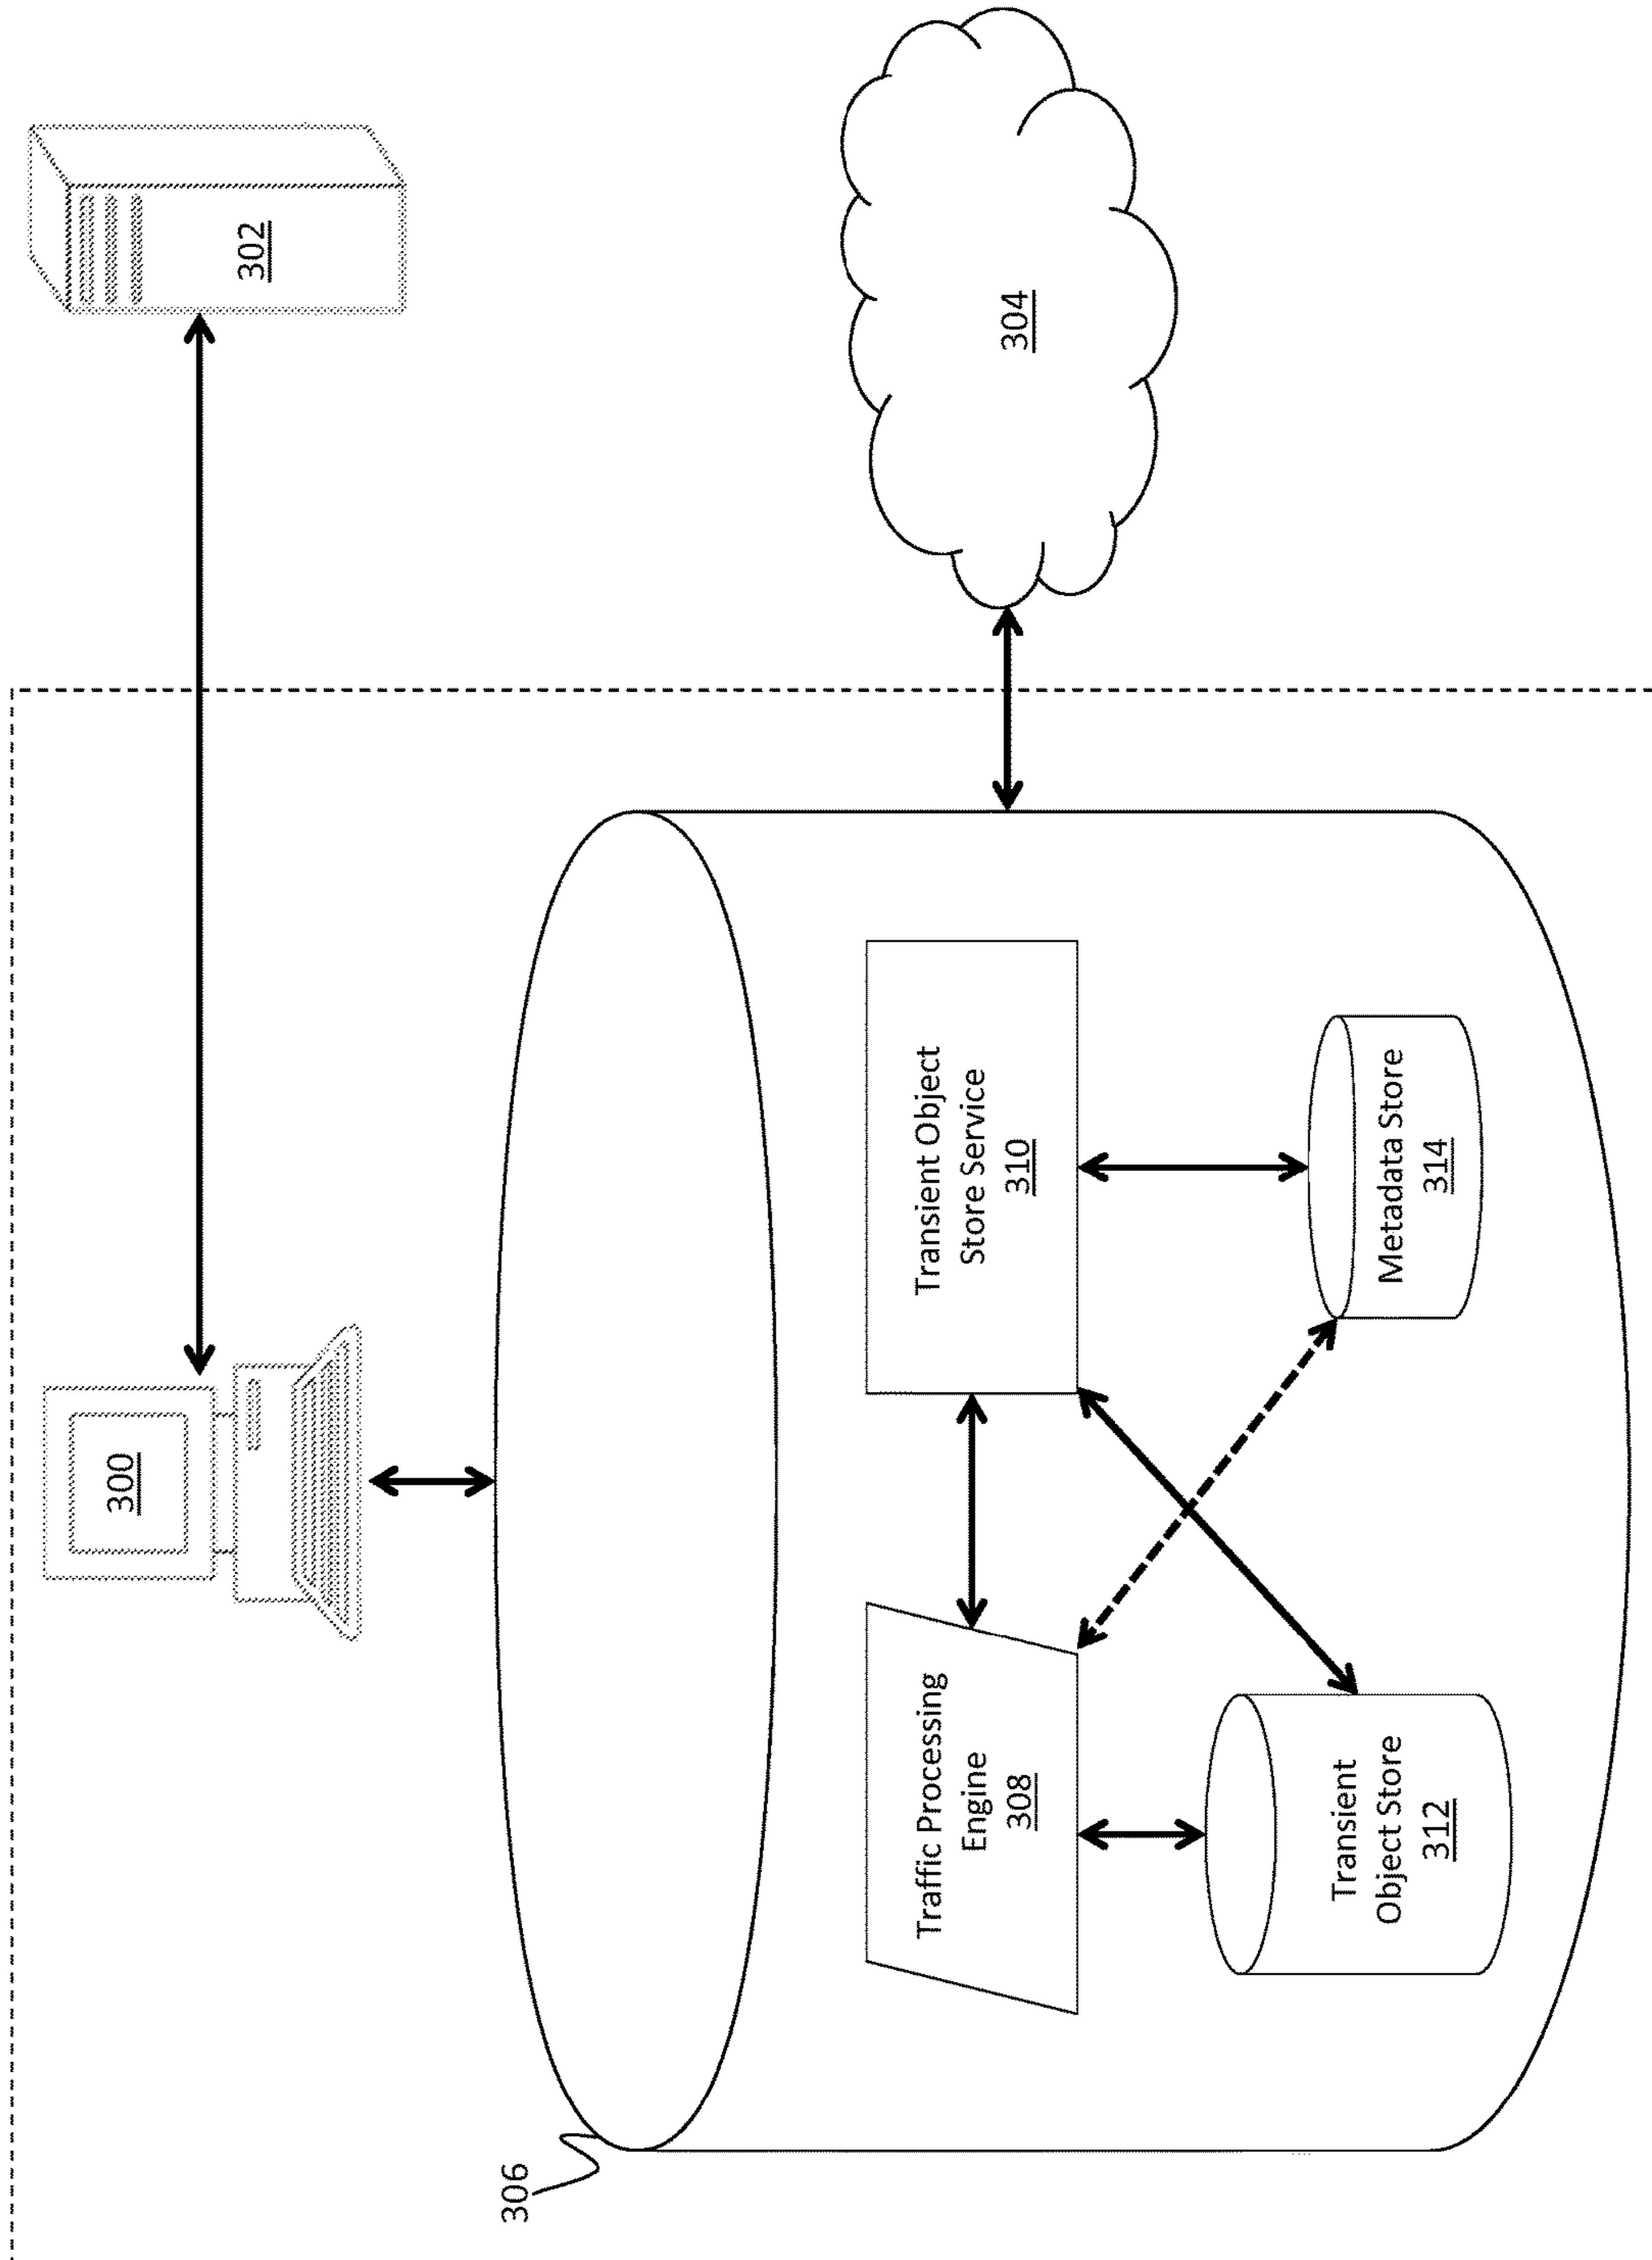 300
302
304
306
Traffic Processing
Engine
308
Transient Object
Store Service
310
Transient
Object Store
312
Metadata Store
314